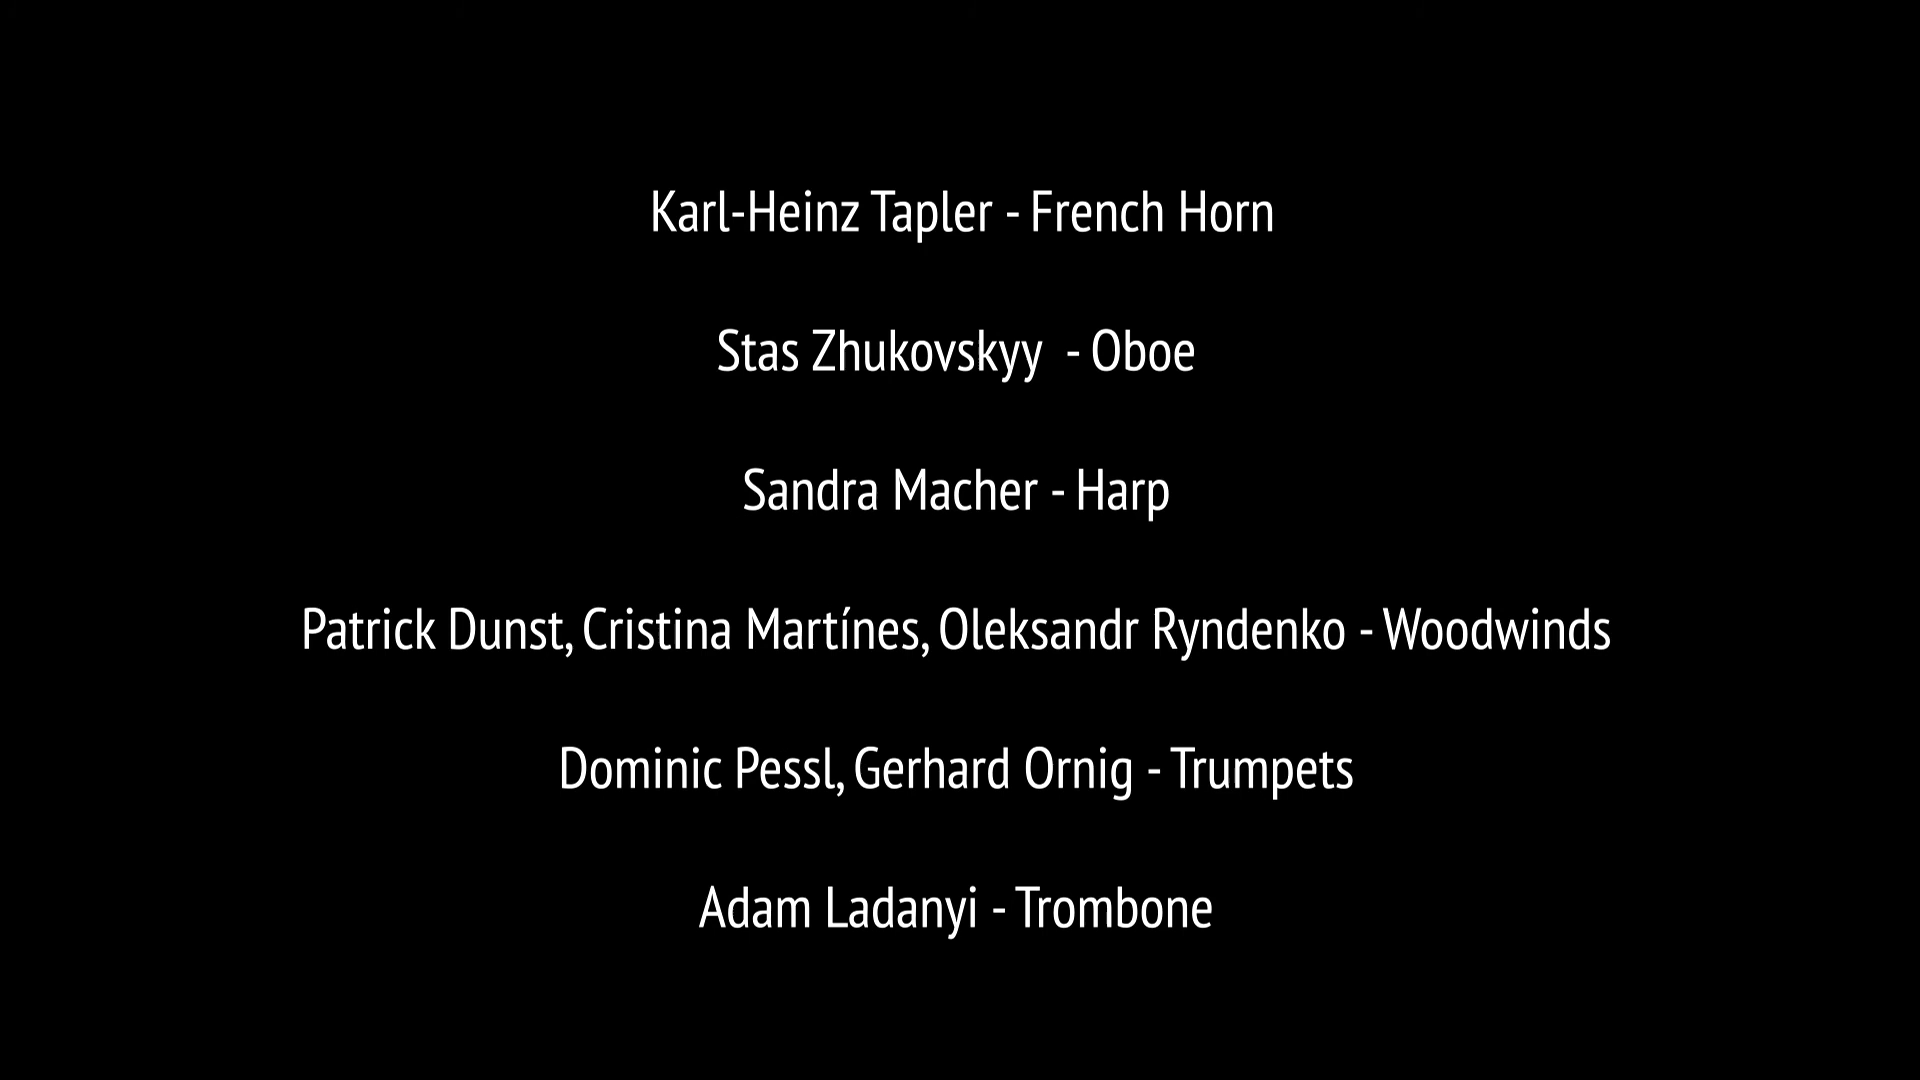 Karl-Heinz Tapler - French Horn
Stas Zhukovskyy  - Oboe
Sandra Macher - Harp
Patrick Dunst, Cristina Martínes, Oleksandr Ryndenko - Woodwinds
Dominic Pessl, Gerhard Ornig - Trumpets
Adam Ladanyi - Trombone